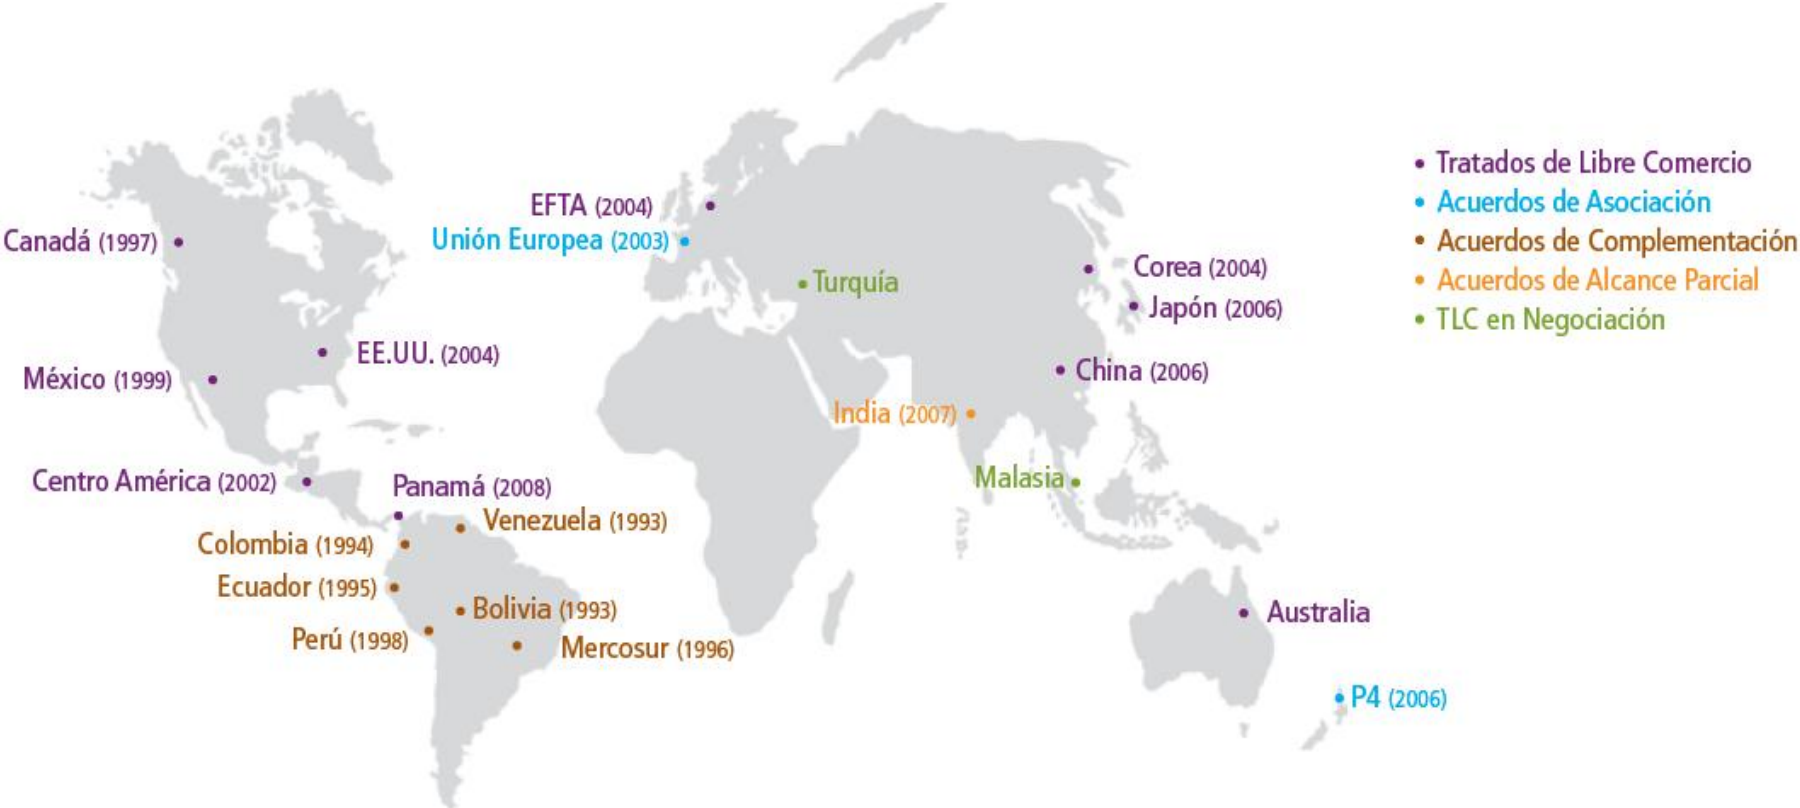 EFTA (2004)
Unión Europea (2003)
Canadá (1997)
Turquía
Corea (2004)
Japón (2006)
EE.UU. (2004)
México (1999)
China (2006)
India (2007)
Centro América (2002)
Panamá (2008)
Malasia
Venezuela (1993)
Colombia (1994)
Ecuador (1995)
Bolivia (1993)
Perú (1998)
Mercosur (1996)
Australia
P4 (2006)
• Tratados de Libre Comercio
• Acuerdos de Asociación
• Acuerdos de Complementación
• Acuerdos de Alcance Parcial
• TLC en Negociación